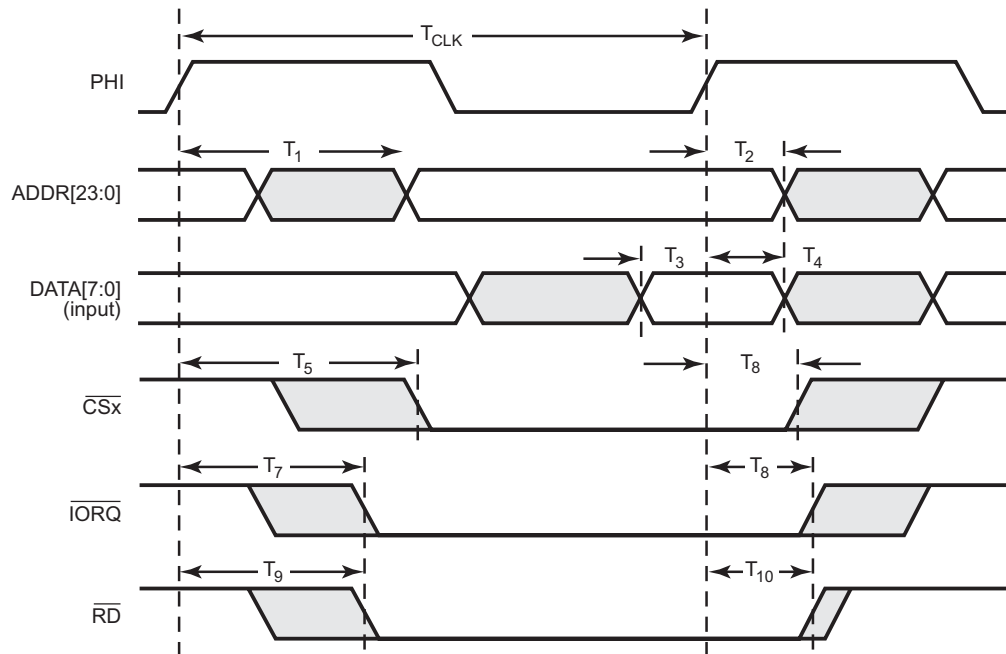 T_CLK
PHI
T_1
T_2
ADDR[23:0]
T_3
T_4
DATA[7:0]
(input)
T_5
T_8
CSx
T_7
T_8
IORQ
T_9
T_10
RD